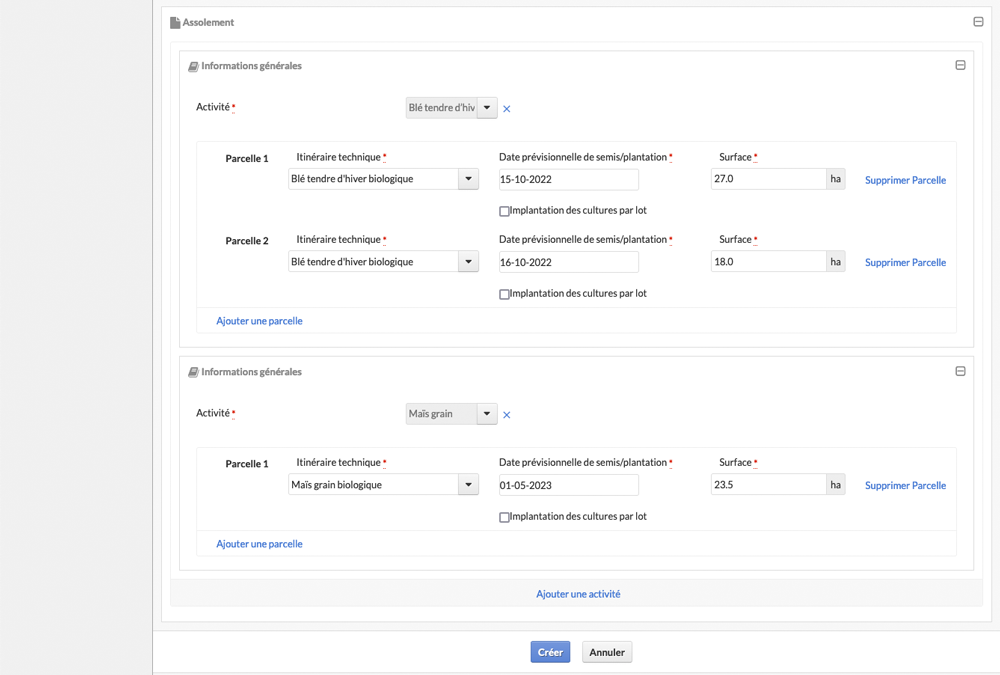 Assolement
Informations générales
Activité *
Blé tendre d'hiv
Parcelle 1 Itinéraire technique * Date prévisionnelle de semis/plantation * Surface *
Blé tendre d'hiver biologique 15-10-2022 27.0 ha Supprimer Parcelle
Implantation des cultures par lot
Parcelle 2 Itinéraire technique * Date prévisionnelle de semis/plantation * Surface *
Blé tendre d'hiver biologique 16-10-2022 18.0 ha Supprimer Parcelle
Implantation des cultures par lot
Ajouter une parcelle
Informations générales
Activité *
Maïs grain
Parcelle 1 Itinéraire technique * Date prévisionnelle de semis/plantation * Surface *
Maïs grain biologique 01-05-2023 23.5 ha Supprimer Parcelle
Implantation des cultures par lot
Ajouter une parcelle
Ajouter une activité
Créer Annuler